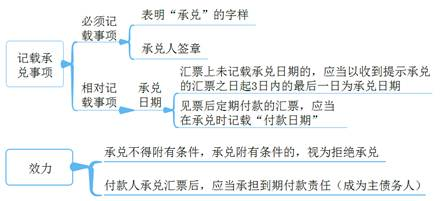 必须记
载事项
表明“承兑”的字样
承兑人签章
记载承
兑事项
相对记
载事项
承兑
日期
汇票上未记载承兑日期的，应当以收到提示承兑
的汇票之日起3日内的最后一日为承兑日期
见票后定期付款的汇票，应当
在承兑时记载“付款日期”
效力
承兑不得附有条件，承兑附有条件的，视为拒绝承兑
付款人承兑汇票后，应当承担到期付款责任（成为主债务人）